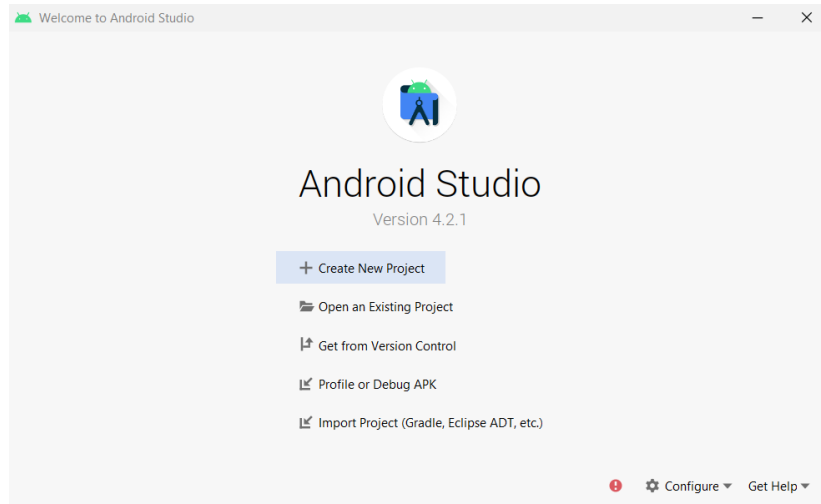 Welcome to Android Studio
Android Studio
Version 4.2.1
Create New Project
Open an Existing Project
Get from Version Control
Profile or Debug APK
Import Project (Gradle, Eclipse ADT, etc.)
Configure Get Help